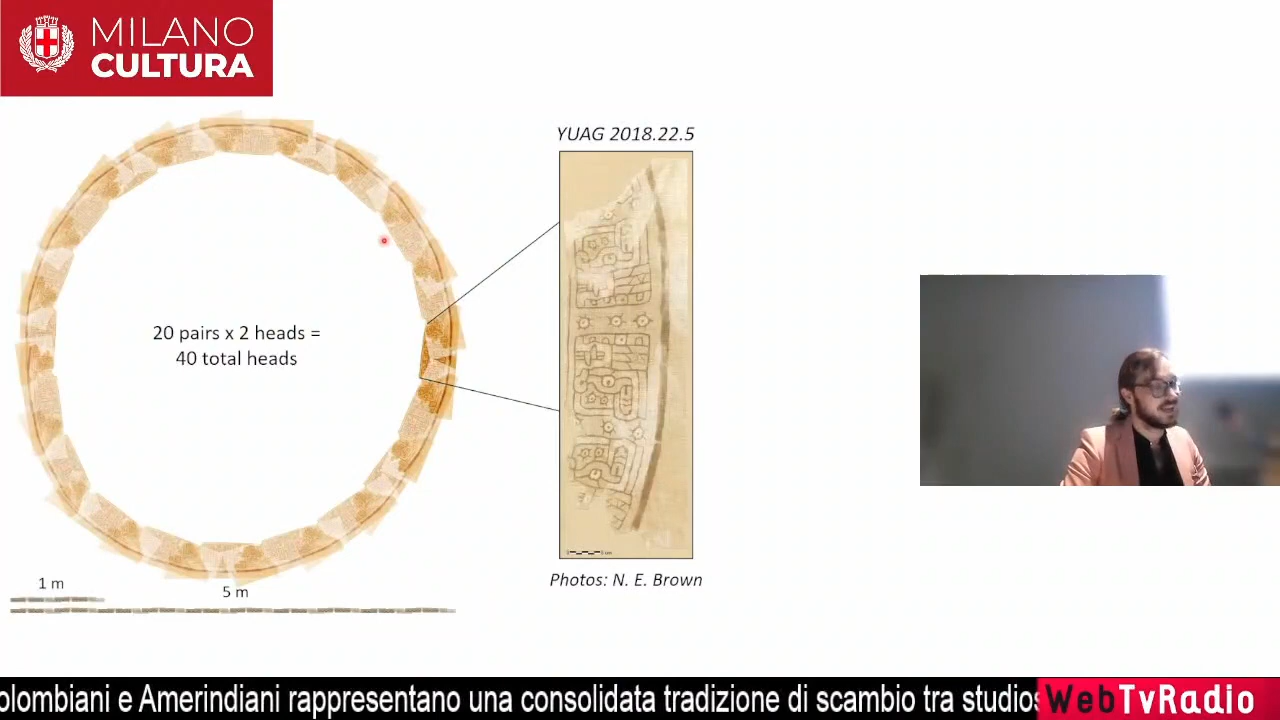 MILANO
CULTURA
YUAG 2018.22.5
20 pairs x 2 heads =
40 total heads
Photos: N. E. Brown
1 m
5 m
olombiani e Amerindiani rappresentano una consolidata tradizione di scambio tra studios
WebTvRadio